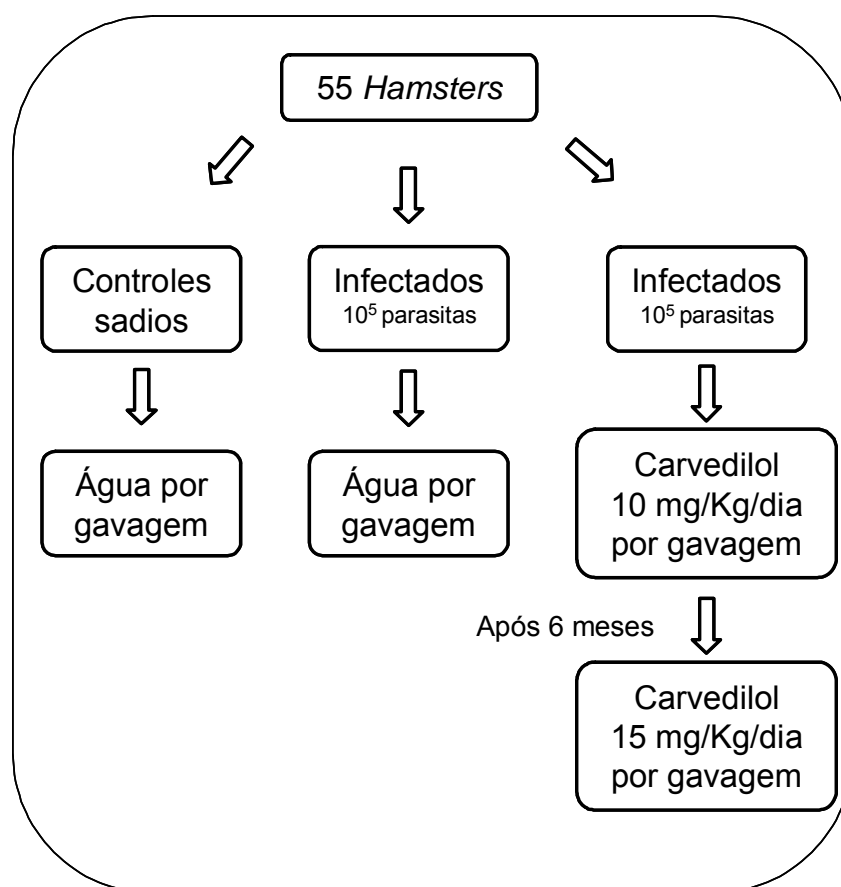 55 Hamsters
Controles
sadios
Infectados
10⁵ parasitas
Infectados
10⁵ parasitas
Água por
gavagem
Água por
gavagem
Carvedilol
10 mg/Kg/dia
por gavagem
Após 6 meses
Carvedilol
15 mg/Kg/dia
por gavagem